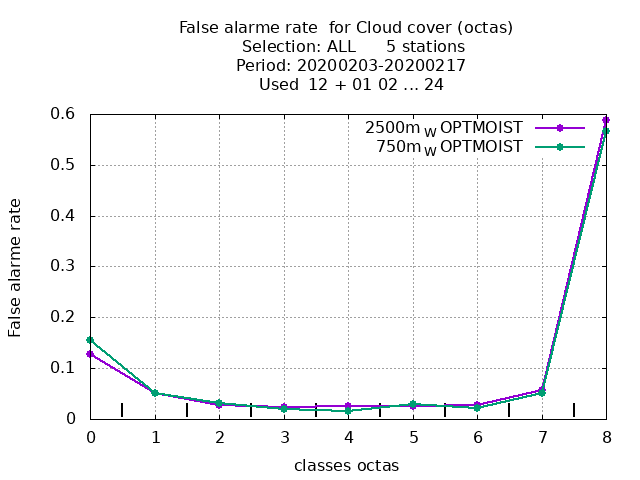 False alarme rate  for Cloud cover (octas)
Selection: ALL      5 stations
Period: 20200203-20200217
Used  12 + 01 02 ... 24
2500m W OPTMOIST
750m W OPTMOIST
False alarme rate
0.6
0.5
0.4
0.3
0.2
0.1
0
0 1 2 3 4 5 6 7 8
classes octas